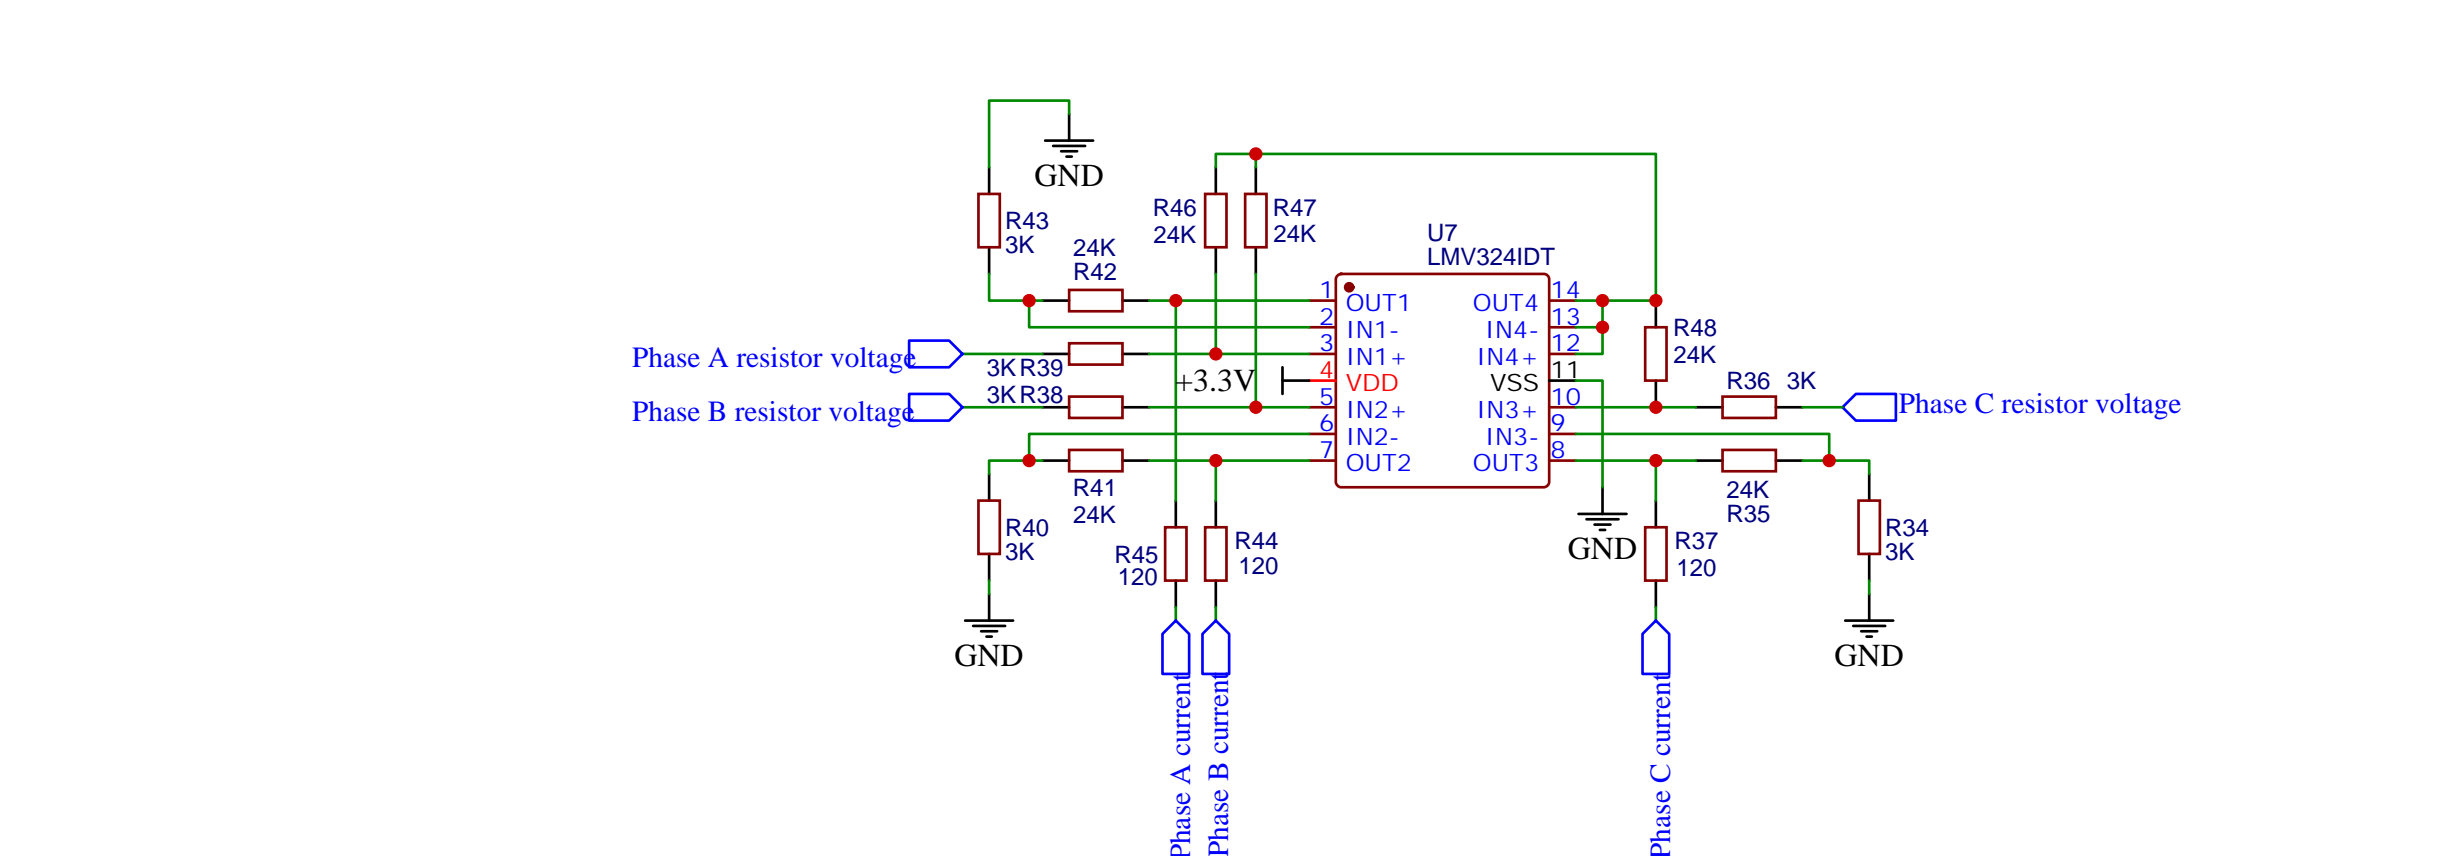 GND
R43
3K
24K
R42
R46
24K
R47
24K
U7
LMV324IDT
1
OUT1
2
IN1-
3
IN1+
4
VDD
5
IN2+
6
IN2-
7
OUT2
14
OUT4
13
IN4-
12
IN4+
11
VSS
10
IN3+
9
IN3-
8
OUT3
R48
24K
Phase A resistor voltage
3K R39
+3.3V
3K R38
Phase B resistor voltage
R36 3K
Phase C resistor voltage
R41
24K
R40
3K
GND
R45
120
R44
120
GND
R37
120
24K
R35
R34
3K
GND
Phase A current
Phase B current
Phase C current